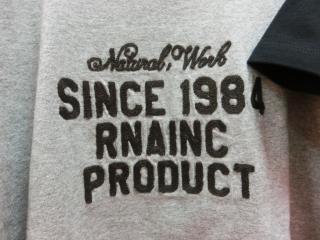 Natural, Work
SINCE 1984
RNAINC
PRODUCT